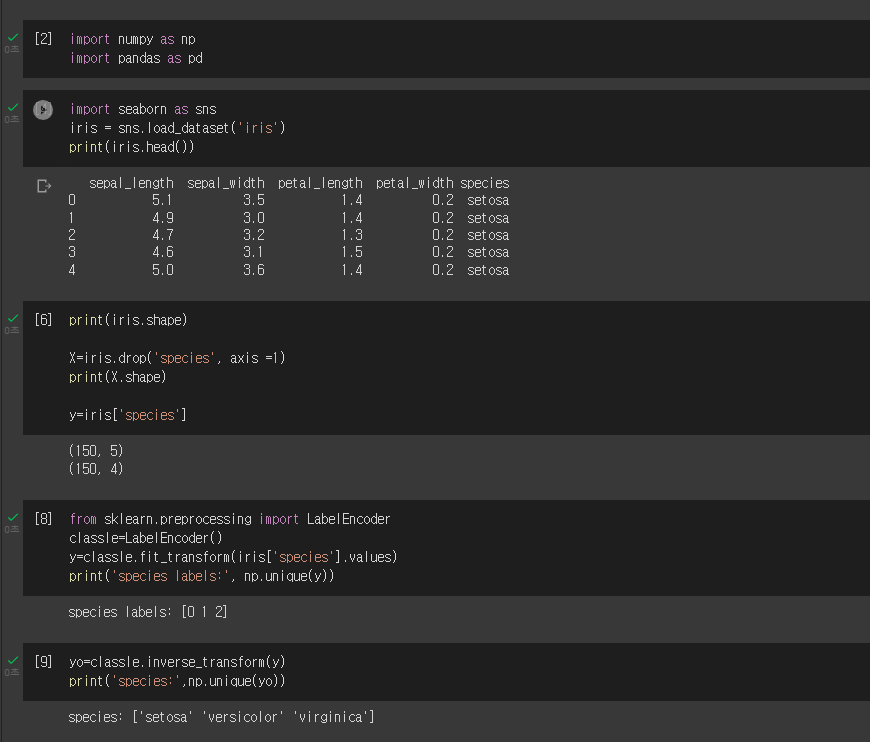 [2] import numpy as np
import pandas as pd
import seaborn as sns
iris = sns.load_dataset('iris')
print(iris.head())
sepal_length sepal_width petal_length petal_width species
0 5.1 3.5 1.4 0.2 setosa
1 4.9 3.0 1.4 0.2 setosa
2 4.7 3.2 1.3 0.2 setosa
3 4.6 3.1 1.5 0.2 setosa
4 5.0 3.6 1.4 0.2 setosa
[6] print(iris.shape)
X=iris.drop('species', axis =1)
print(X.shape)
y=iris['species']
(150, 5)
(150, 4)
[8] from sklearn.preprocessing import LabelEncoder
classle=LabelEncoder()
y=classle.fit_transform(iris['species'].values)
print('species labels:', np.unique(y))
species labels: [0 1 2]
[9] yo=classle.inverse_transform(y)
print('species:',np.unique(yo))
species: ['setosa' 'versicolor' 'virginica']